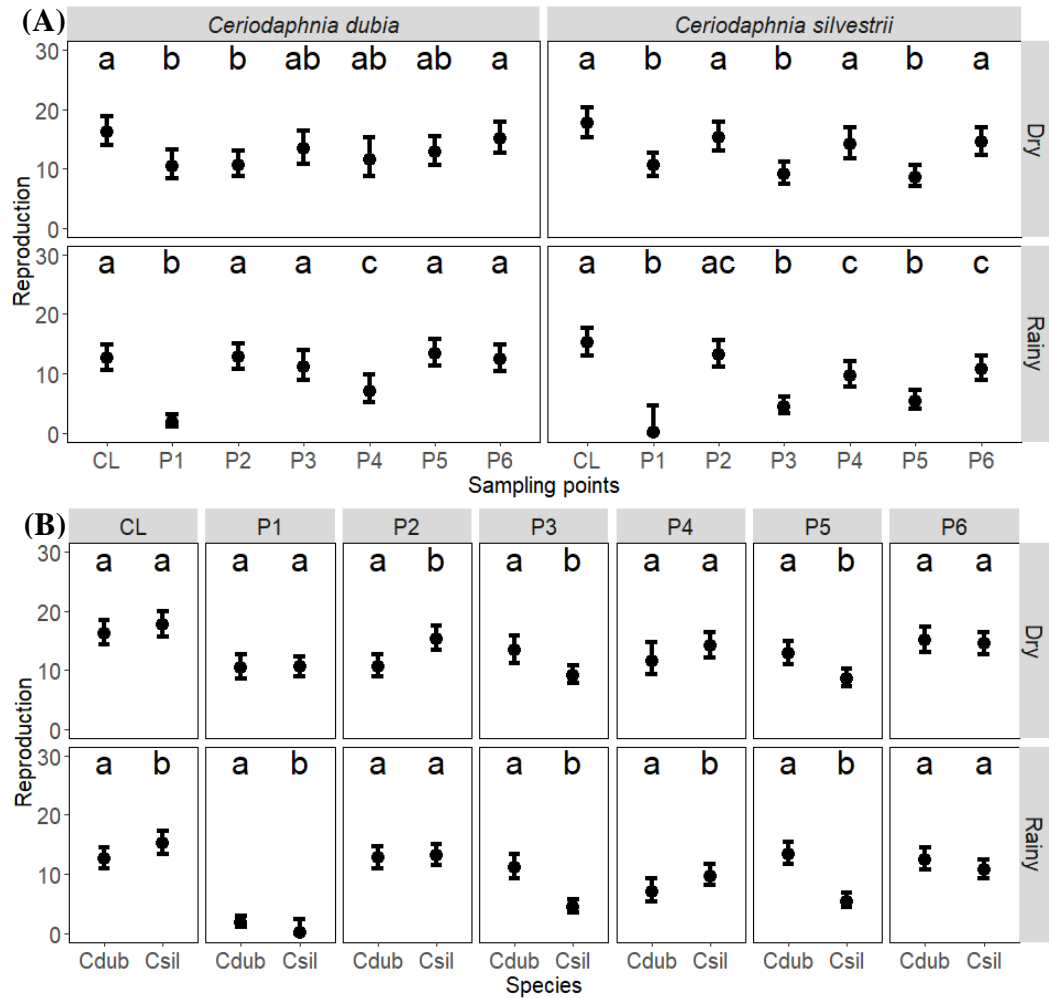 (A)
Ceriodaphnia dubia Ceriodaphnia silvestrii
30 a b b ab ab ab a a b a b a b a
20
10
0
Dry
Reproduction
30 a b a a c a a a b ac b c b c
20
10
0
Rainy
CL P1 P2 P3 P4 P5 P6 CL P1 P2 P3 P4 P5 P6
Sampling points
(B)
CL P1 P2 P3 P4 P5 P6
30 a a a a a b a b a a a b a a
20
10
0
Dry
Reproduction
30 a b a b a a a b a b a b a a
20
10
0
Rainy
Cdub Csil Cdub Csil Cdub Csil Cdub Csil Cdub Csil Cdub Csil Cdub Csil
Species